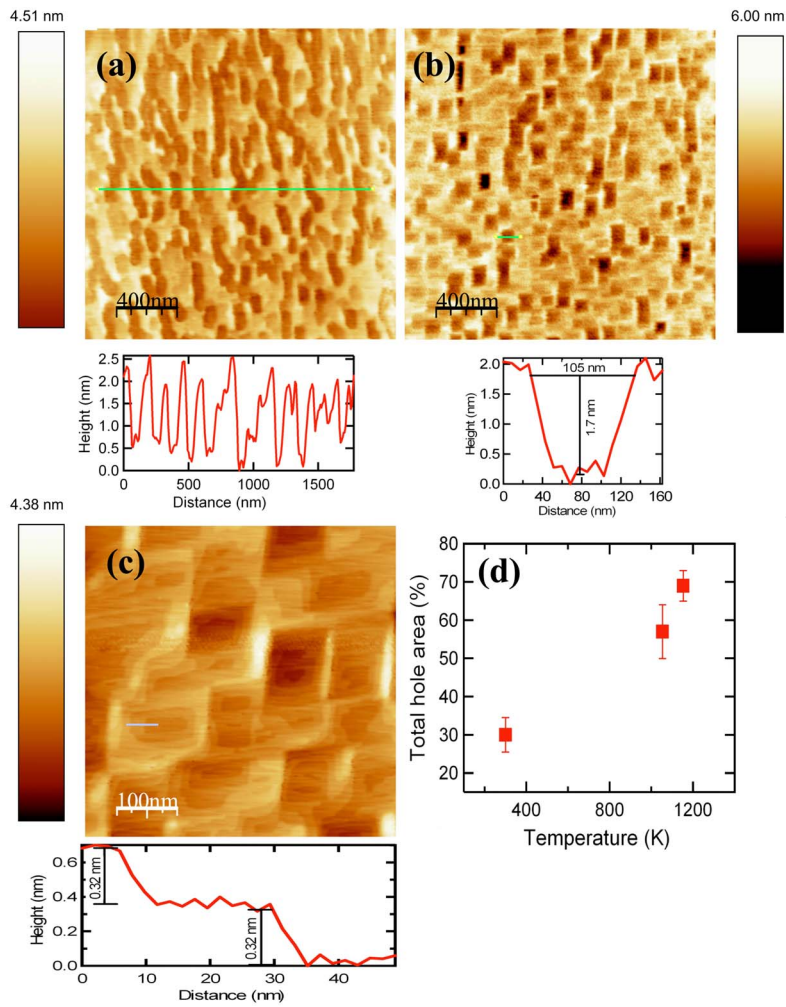 4.51 nm
6.00 nm
(a)
(b)
400nm
400nm
2.5
2.0
1.5
1.0
0.5
0.0
Height (nm)
0 500 1000 1500
Distance (nm)
2.0
1.5
1.0
0.5
0.0
Height (nm)
105 nm
1.7 nm
0 40 80 120 162
Distance (nm)
4.38 nm
(c)
100nm
0.6
0.4
0.2
0.0
Height (nm)
0.32 nm
0.32 nm
0 10 20 30 40
Distance (nm)
(d)
80
70
60
50
40
30
20
Total hole area (%)
400 800 1200
Temperature (K)